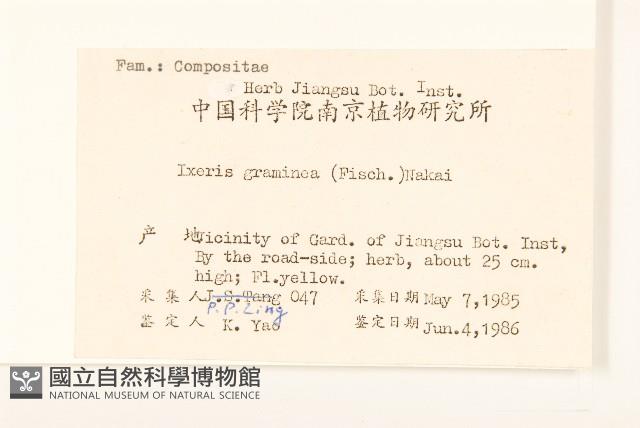 Fam.: Compositae
Herb Jiangsu Bot. Inst.
中国科学院南京植物研究所
Ixeris graminea (Fisch.)Nakai
产 地Vicinity of Gard. of Jiangsu Bot. Inst,
By the road-side; herb, about 25 cm.
high; Fl.yellow.
采集人J.S.Tang 047 采集日期May 7,1985
P.P.Ling
鉴定人 K. Yao 鉴定日期Jun.4,1986
國立自然科學博物館
NATIONAL MUSEUM OF NATURAL SCIENCE